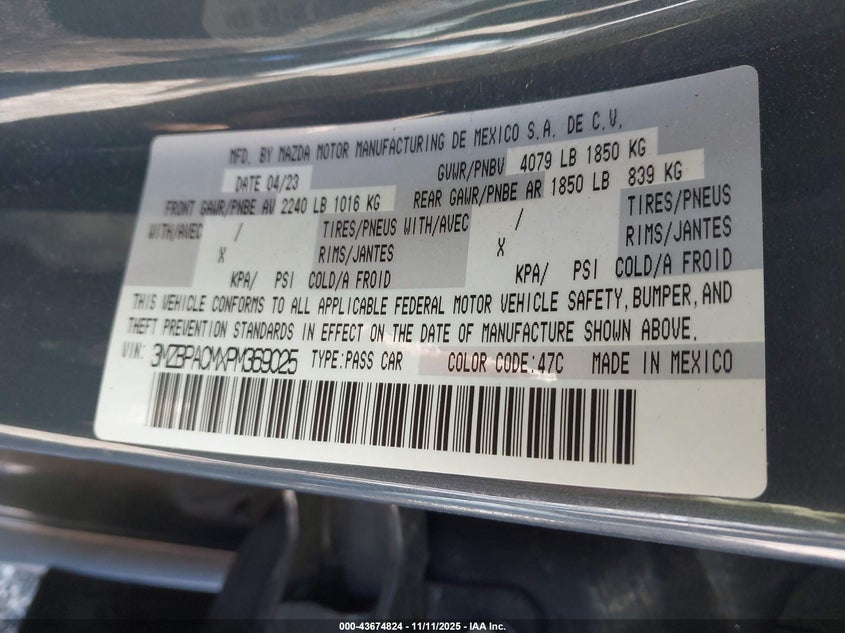 MFD. BY MAZDA MOTOR MANUFACTURING DE MEXICO S.A. DE C.V.
DATE 04/23 GVWR/PNBV 4079 LB 1850 KG
FRONT GAWR/PNBE AV 2240 LB 1016 KG REAR GAWR/PNBE AR 1850 LB 839 KG
WITH/AVEC / TIRES/PNEUS WITH/AVEC / TIRES/PNEUS
X RIMS/JANTES X RIMS/JANTES
KPA/ PSI COLD/A FROID KPA/ PSI COLD/A FROID
THIS VEHICLE CONFORMS TO ALL APPLICABLE FEDERAL MOTOR VEHICLE SAFETY, BUMPER, AND
THEFT PREVENTION STANDARDS IN EFFECT ON THE DATE OF MANUFACTURE SHOWN ABOVE.
VIN: 3MZBPACMXPM369025 TYPE:PASS CAR COLOR CODE:47C MADE IN MEXICO
000-43674824 | 11/11/2025 - IAA Inc.